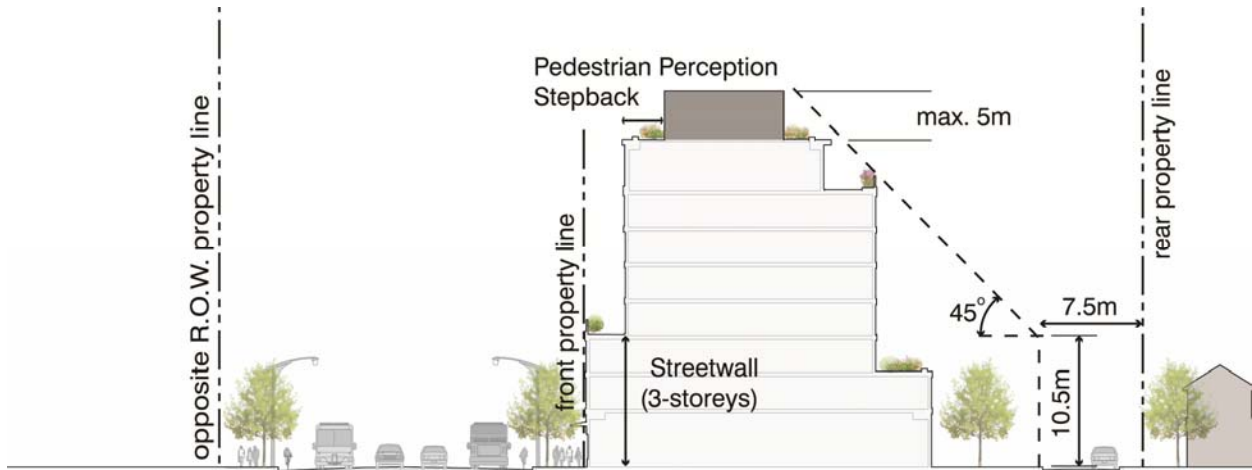 Pedestrian Perception
Stepback
max. 5m
opposite R.O.W. property line
front property line
rear property line
45°
7.5m
10.5m
Streetwall
(3-storeys)